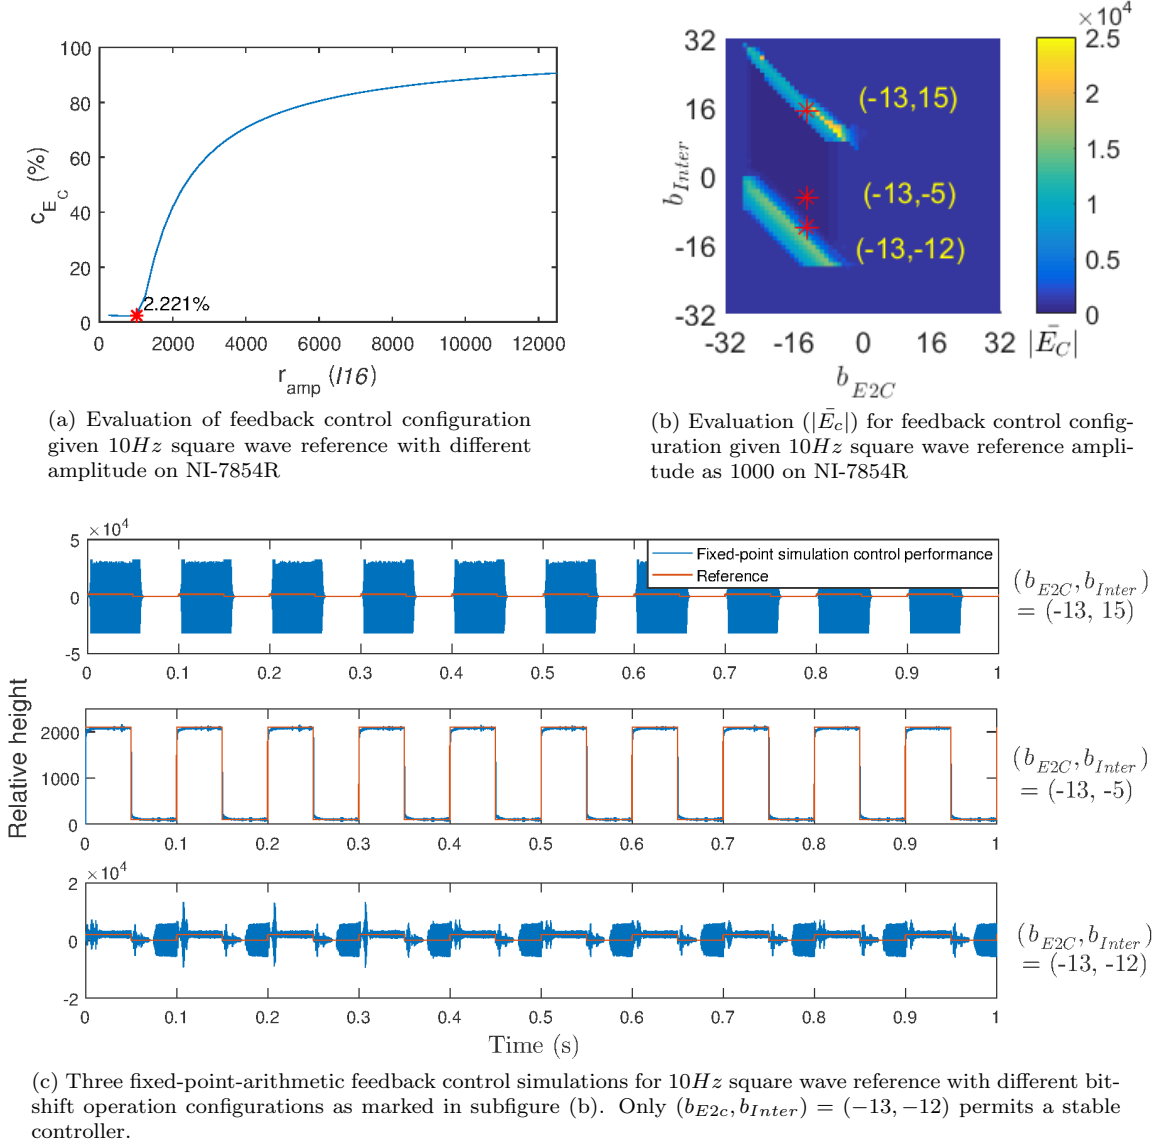 100
80
60
40
20
0
c_{E_C} (%)
2.221%
0 2000 4000 6000 8000 10000 12000
r_{amp} (I16)
(a) Evaluation of feedback control configuration
given 10Hz square wave reference with different
amplitude on NI-7854R
×10^4
32
16
0
-16
-32
b_{Inter}
(-13,15)
(-13,-5)
(-13,-12)
-32 -16 0 16 32
b_{E2C}
2.5
2
1.5
1
0.5
0
|\bar{E_C}|
(b) Evaluation (|\bar{E_c}|) for feedback control config-
uration given 10Hz square wave reference ampli-
tude as 1000 on NI-7854R
×10^4
5
0
-5
Fixed-point simulation control performance
Reference
0 0.1 0.2 0.3 0.4 0.5 0.6 0.7 0.8 0.9 1
(b_{E2C}, b_{Inter})
= (-13, 15)
Relative height
2000
1000
0
0 0.1 0.2 0.3 0.4 0.5 0.6 0.7 0.8 0.9 1
(b_{E2C}, b_{Inter})
= (-13, -5)
×10^4
2
0
-2
0 0.1 0.2 0.3 0.4 0.5 0.6 0.7 0.8 0.9 1
(b_{E2C}, b_{Inter})
= (-13, -12)
Time (s)
(c) Three fixed-point-arithmetic feedback control simulations for 10Hz square wave reference with different bit-
shift operation configurations as marked in subfigure (b). Only (b_{E2c}, b_{Inter}) = (−13, −12) permits a stable
controller.